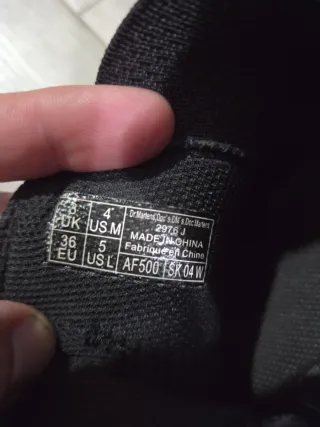 3 UK
4 US M
36 EU
5 US L
Dr.Martens, Doc's, DM's, Doc Martens
2976 J
MADE IN CHINA
Fabriqué en Chine
AF500
SK 04 W